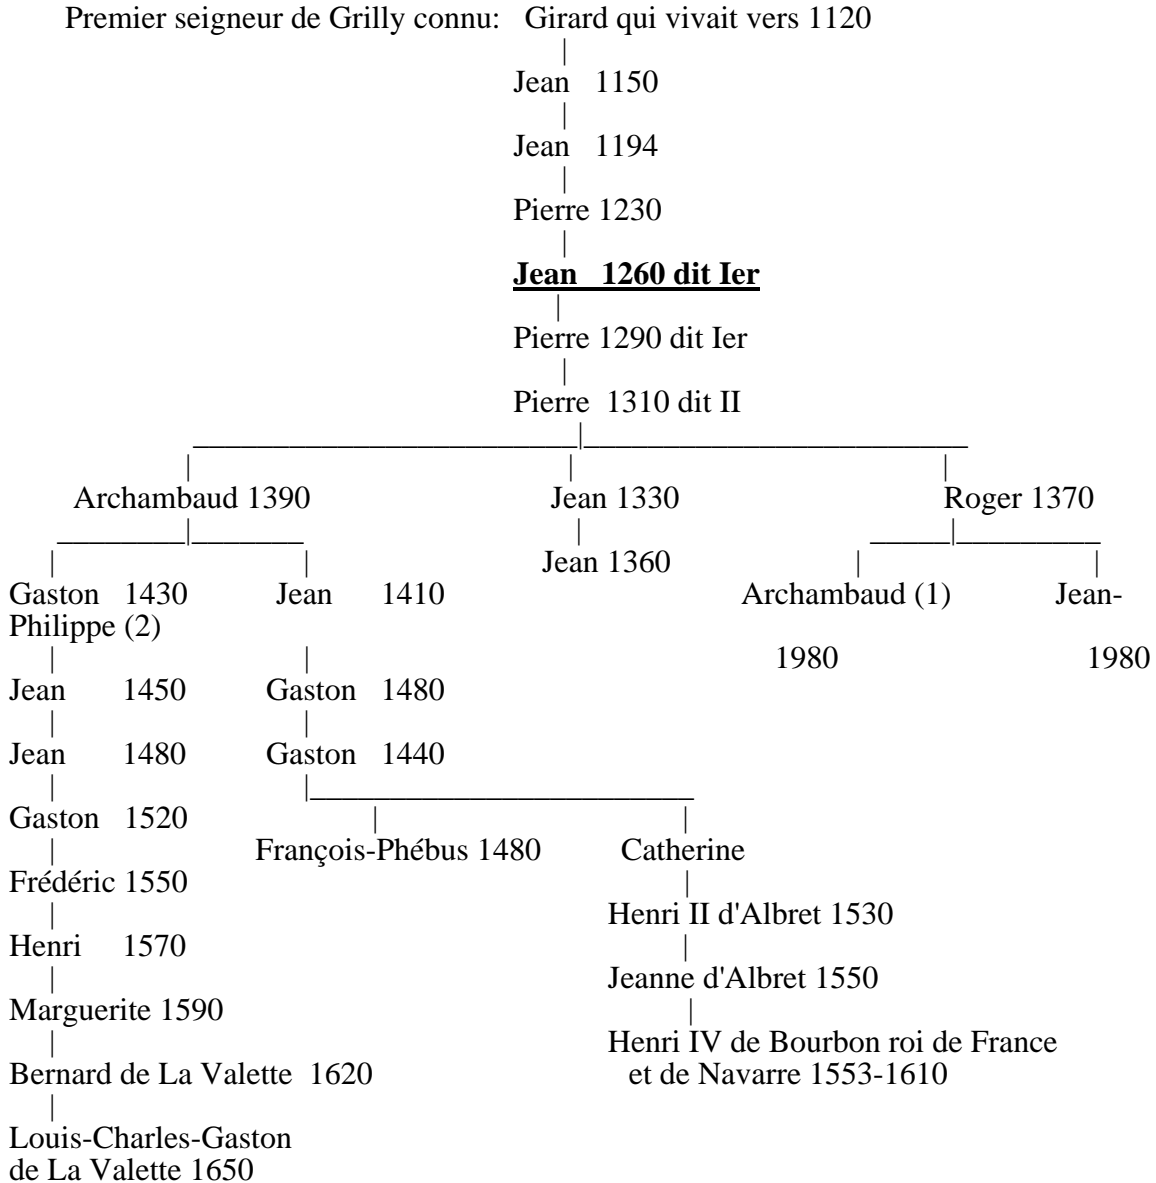 Premier seigneur de Grilly connu: Girard qui vivait vers 1120
Jean 1150
Jean 1194
Pierre 1230
Jean 1260 dit Ier
Pierre 1290 dit Ier
Pierre 1310 dit II
Archambaud 1390 Jean 1330 Roger 1370
Jean 1360
Gaston 1430 Jean 1410 Archambaud (1) Jean-
Philippe (2)
1980 1980
Jean 1450 Gaston 1480
Jean 1480 Gaston 1440
Gaston 1520
François-Phébus 1480 Catherine
Frédéric 1550
Henri II d'Albret 1530
Henri 1570
Jeanne d'Albret 1550
Marguerite 1590
Henri IV de Bourbon roi de France
Bernard de La Valette 1620 et de Navarre 1553-1610
Louis-Charles-Gaston
de La Valette 1650